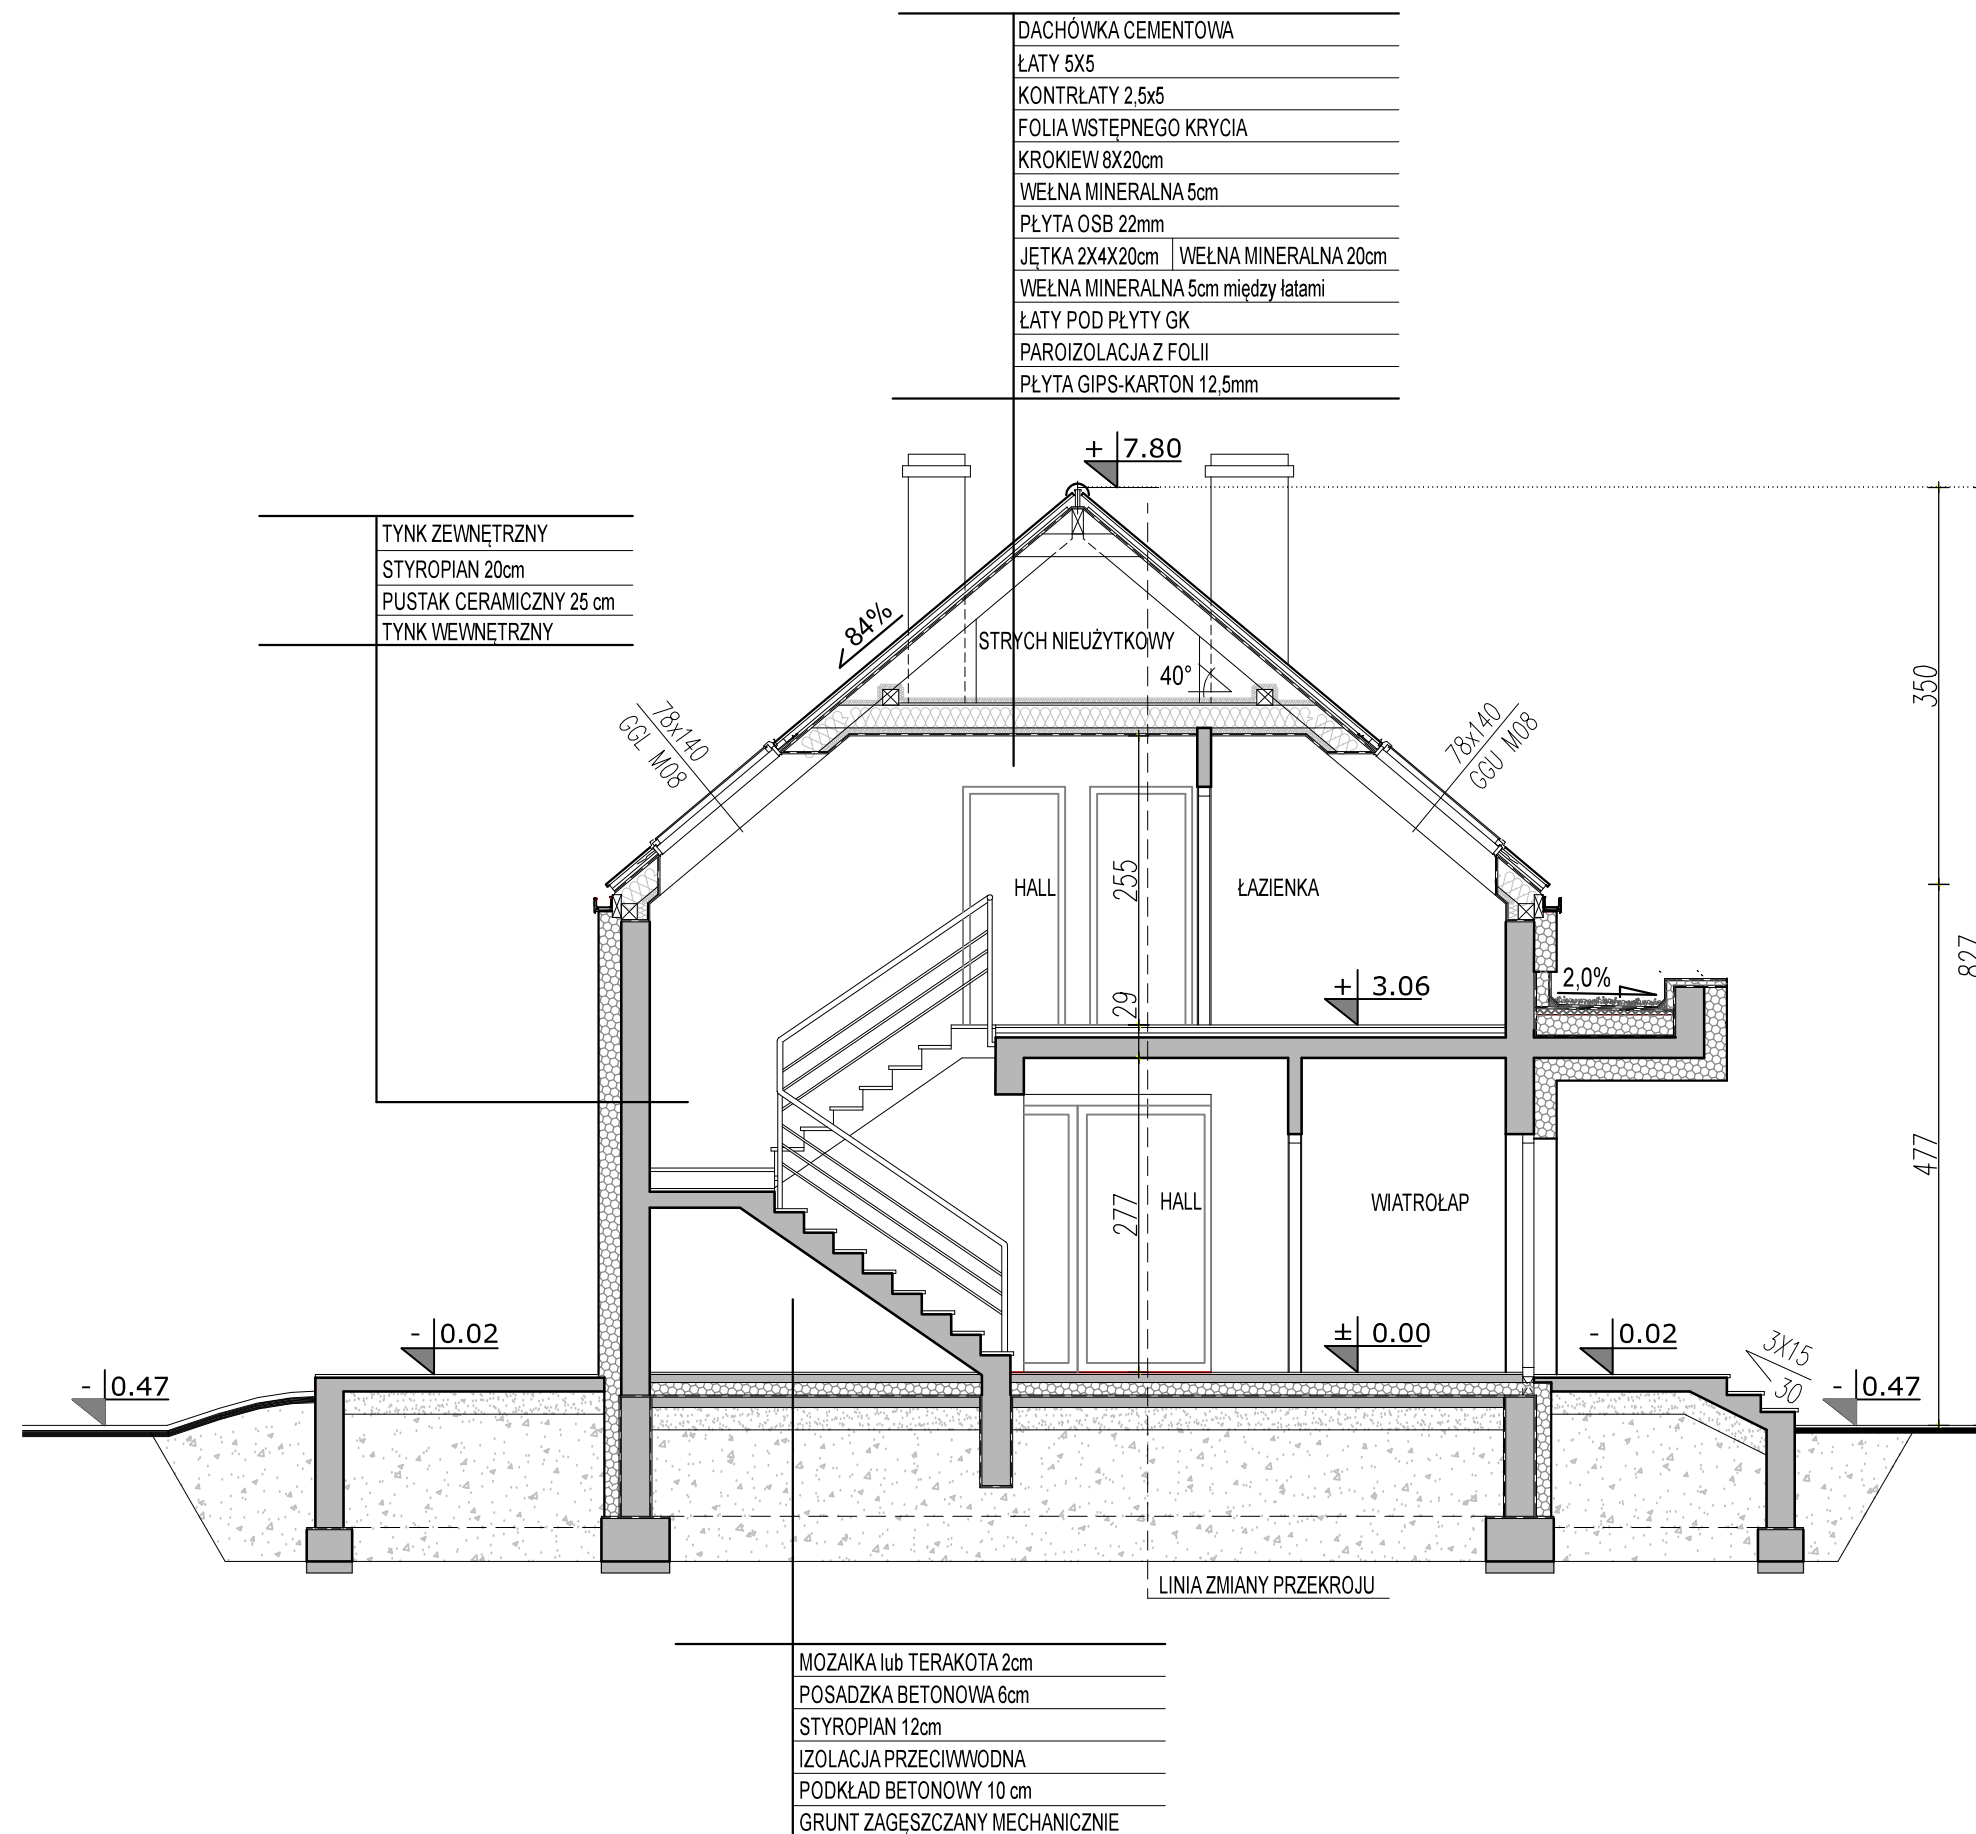 DACHÓWKA CEMENTOWA
ŁATY 5X5
KONTRŁATY 2,5x5
FOLIA WSTĘPNEGO KRYCIA
KROKIEW 8X20cm
WEŁNA MINERALNA 5cm
PŁYTA OSB 22mm
JĘTKA 2X4X20cm WEŁNA MINERALNA 20cm
WEŁNA MINERALNA 5cm między łatami
ŁATY POD PŁYTY GK
PAROIZOLACJA Z FOLII
PŁYTA GIPS-KARTON 12,5mm
+ 7.80
TYNK ZEWNĘTRZNY
STYROPIAN 20cm
PUSTAK CERAMICZNY 25 cm
TYNK WEWNĘTRZNY
84%
STRYCH NIEUŻYTKOWY
40°
350
78x140
GGL M08
78x140
GGU M08
HALL
255
ŁAZIENKA
827
2,0%
+ 3.06
29
477
277
HALL
WIATROŁAP
- 0.02
± 0.00
- 0.02
3X15
30
- 0.47
- 0.47
LINIA ZMIANY PRZEKROJU
MOZAIKA lub TERAKOTA 2cm
POSADZKA BETONOWA 6cm
STYROPIAN 12cm
IZOLACJA PRZECIWWODNA
PODKŁAD BETONOWY 10 cm
GRUNT ZAGĘSZCZANY MECHANICZNIE